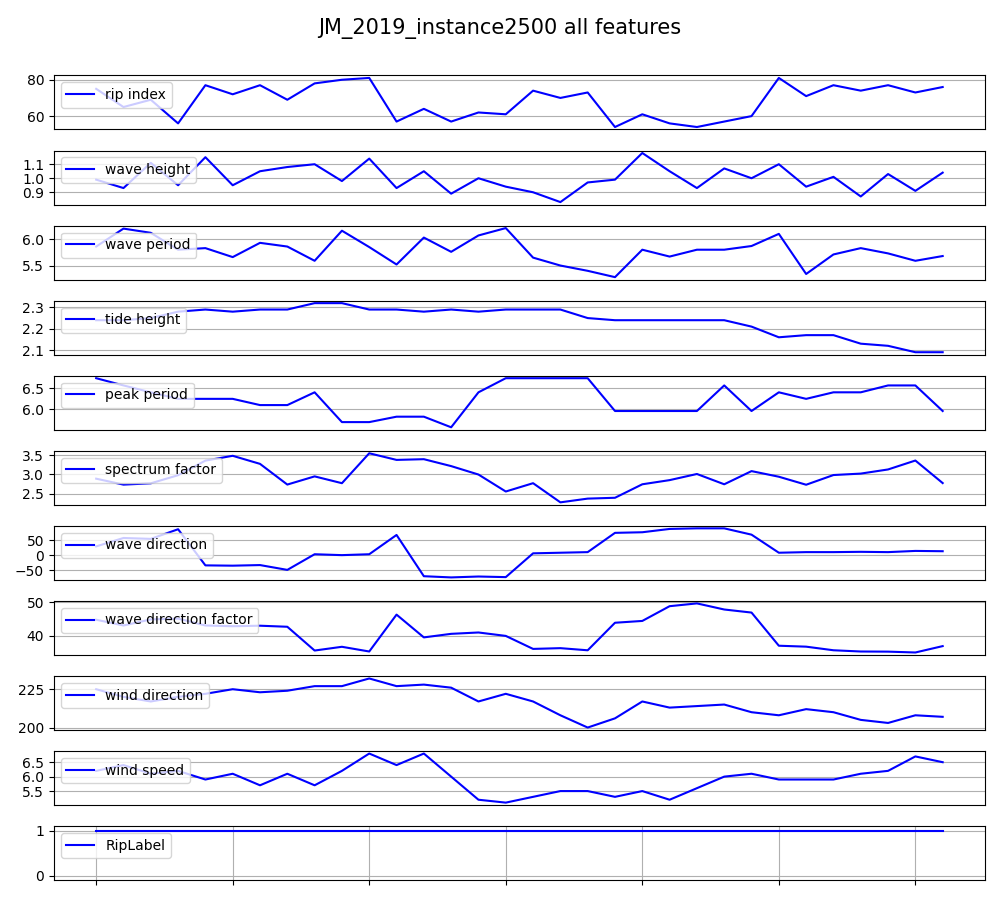 JM_2019_instance2500 all features
80
60
rip index
1.1
1.0
0.9
wave height
6.0
5.5
wave period
2.3
2.2
2.1
tide height
6.5
6.0
peak period
3.5
3.0
2.5
spectrum factor
50
0
−50
wave direction
50
40
wave direction factor
225
200
wind direction
6.5
6.0
5.5
wind speed
1
0
RipLabel